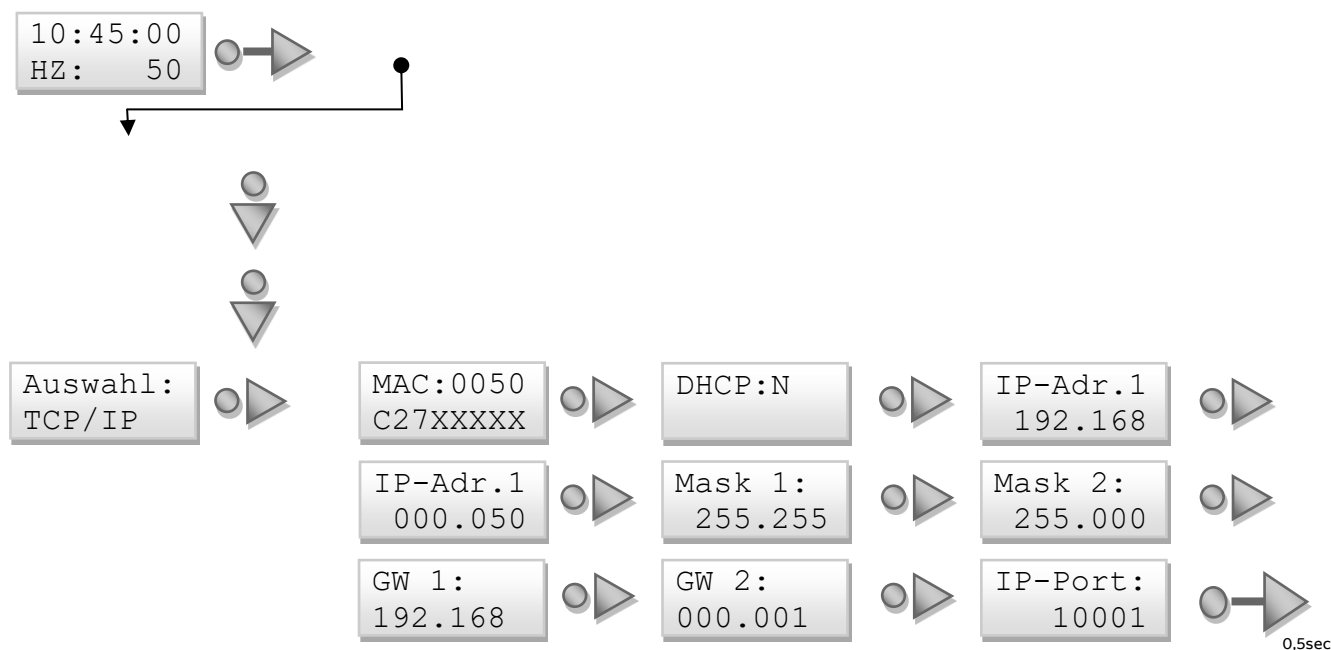 10:45:00
HZ: 50
Auswahl:
TCP/IP
MAC:0050
C27XXXXX
DHCP:N
IP-Adr.1
192.168
IP-Adr.1
000.050
Mask 1:
255.255
Mask 2:
255.000
GW 1:
192.168
GW 2:
000.001
IP-Port:
10001
0,5sec